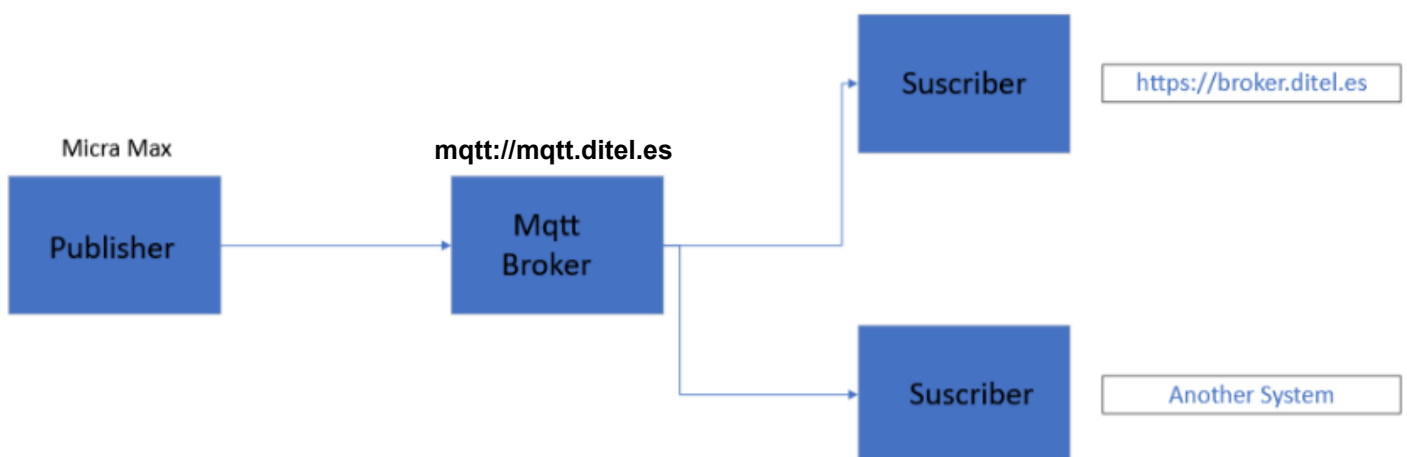 Micra Max
Publisher
mqtt://mqtt.ditel.es
Mqtt
Broker
Suscriber
https://broker.ditel.es
Suscriber
Another System